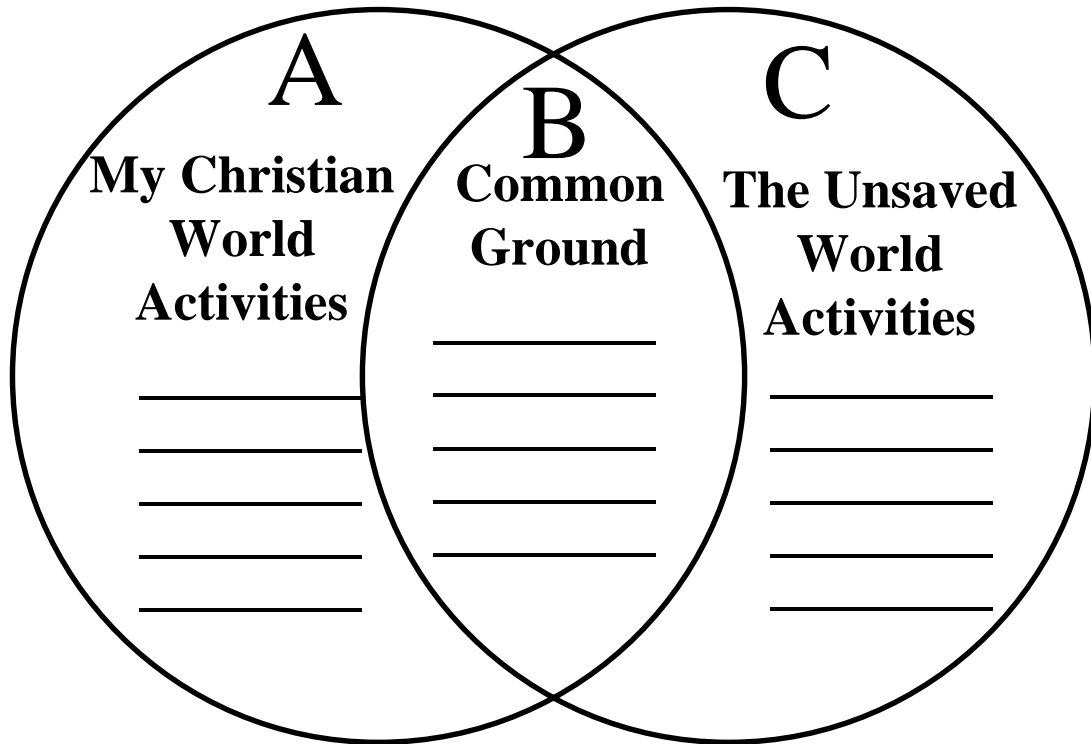 A
My Christian
World
Activities
B
Common
Ground
C
The Unsaved
World
Activities